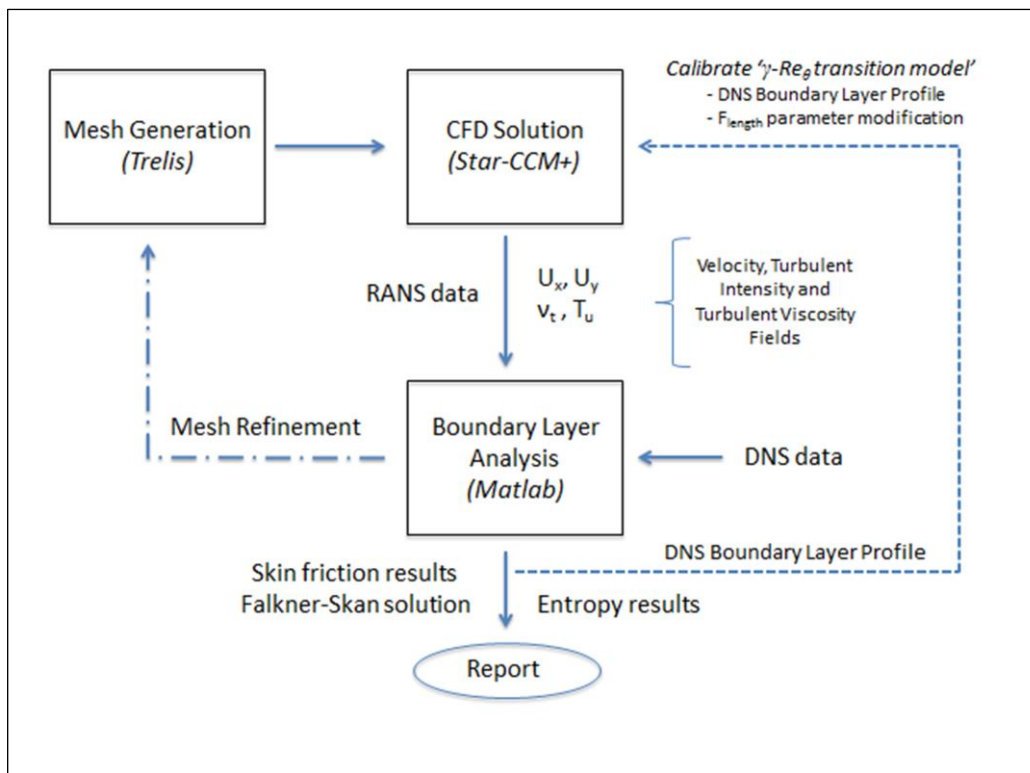 Calibrate ‘γ-Reθ transition model’
- DNS Boundary Layer Profile
- Flength parameter modification
Mesh Generation
(Trelis)
CFD Solution
(Star-CCM+)
RANS data
Ux, Uy
νt , Tu
Velocity, Turbulent
Intensity and
Turbulent Viscosity
Fields
Mesh Refinement
Boundary Layer
Analysis
(Matlab)
DNS data
DNS Boundary Layer Profile
Skin friction results
Falkner-Skan solution
Entropy results
Report